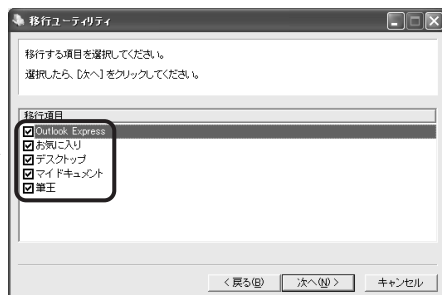 移行ユーティリティ
移行する項目を選択してください。
選択したら、[次へ] をクリックしてください。
移行項目
Outlook Express
お気に入り
デスクトップ
マイ ドキュメント
筆王
< 戻る(B)
次へ(N) >
キャンセル